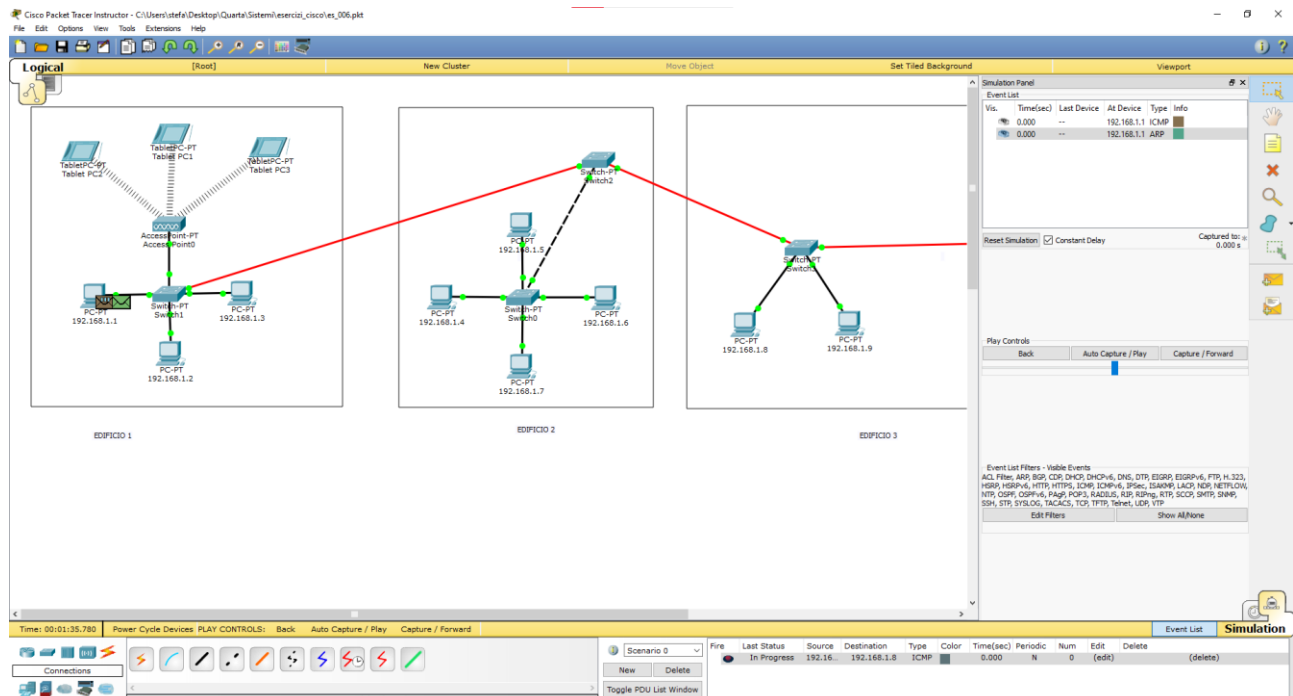 Cisco Packet Tracer Instructor - C:\Users\stefa\Desktop\Quarta\Sistemi\esercizi_cisco\es_006.pkt
File Edit Options View Tools Extensions Help
Logical [Root] New Cluster Move Object Set Tiled Background Viewport
TabletPC-PT
Tablet PC2
TabletPC-PT
Tablet PC1
TabletPC-PT
Tablet PC3
AccessPoint-PT
AccessPoint0
PC-PT
192.168.1.1
Switch-PT
Switch1
PC-PT
192.168.1.3
PC-PT
192.168.1.2
EDIFICIO 1
Switch-PT
Switch2
PC-PT
192.168.1.5
PC-PT
192.168.1.4
Switch-PT
Switch0
PC-PT
192.168.1.6
PC-PT
192.168.1.7
EDIFICIO 2
Switch-PT
PC-PT
192.168.1.8
PC-PT
192.168.1.9
EDIFICIO 3
Simulation Panel
Event List
Vis. Time(sec) Last Device At Device Type Info
0.000 -- 192.168.1.1 ICMP
0.000 -- 192.168.1.1 ARP
Reset Simulation Constant Delay Captured to: *
0.000 s
Play Controls
Back Auto Capture / Play Capture / Forward
Event List Filters - Visible Events
ACL Filter, ARP, BGP, CDP, DHCP, DHCPv6, DNS, DTP, EIGRP, EIGRPv6, FTP, H.323,
HSRP, HSRPv6, HTTP, HTTPS, ICMP, ICMPv6, IPSec, ISAKMP, LACP, NDP, NETFLOW,
NTP, OSPF, OSPFv6, PAgP, POP3, RADIUS, RIP, RIPng, RTP, SCCP, SMTP, SNMP,
SSH, STP, SYSLOG, TACACS, TCP, TFTP, Telnet, UDP, VTP
Edit Filters Show All/None
Time: 00:01:35.780 Power Cycle Devices PLAY CONTROLS: Back Auto Capture / Play Capture / Forward Event List Simulation
Connections
Scenario 0
New Delete
Toggle PDU List Window
Fire Last Status Source Destination Type Color Time(sec) Periodic Num Edit Delete
In Progress 192.16... 192.168.1.8 ICMP 0.000 N 0 (edit) (delete)